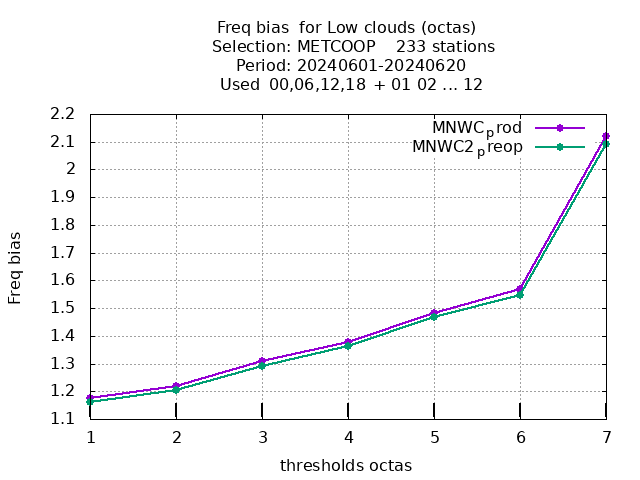 Freq bias  for Low clouds (octas)
Selection: METCOOP    233 stations
Period: 20240601-20240620
Used  00,06,12,18  + 01 02 ... 12
2.2
2.1
2
1.9
1.8
1.7
1.6
1.5
1.4
1.3
1.2
1.1
Freq bias
MNWCprod
MNWC2preop
1 2 3 4 5 6 7
thresholds octas